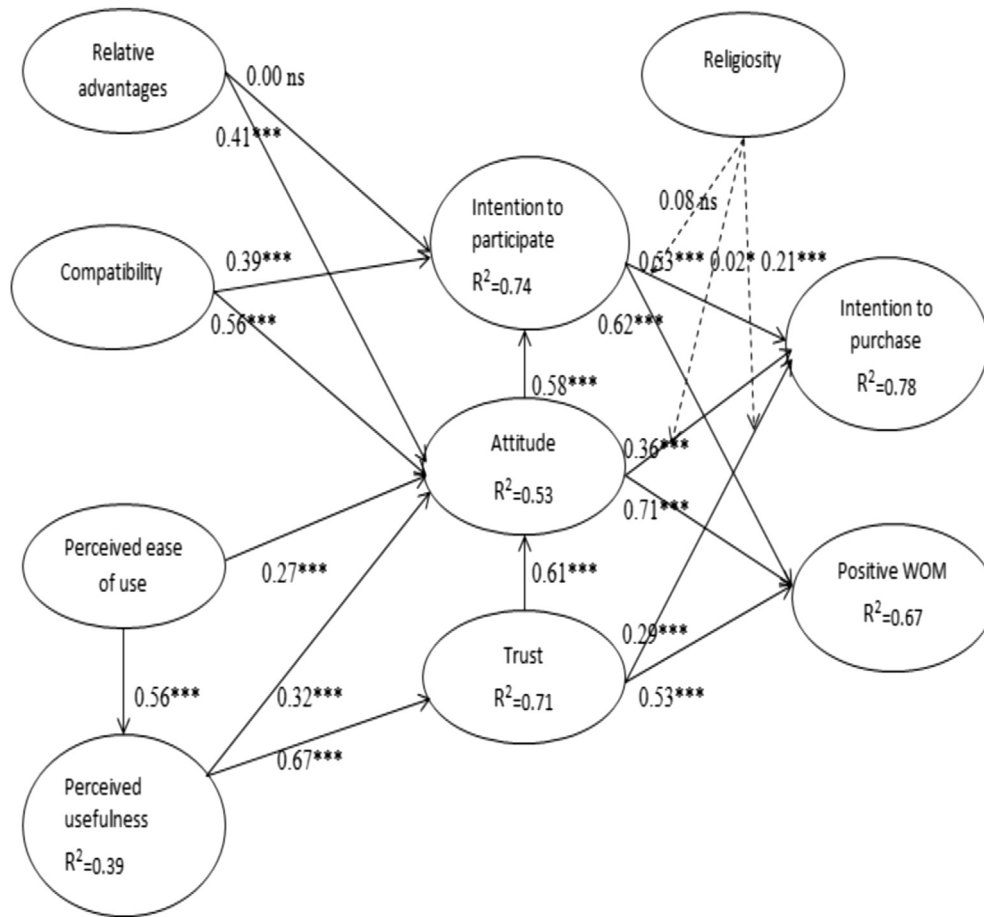 Relative
advantages
Religiosity
0.00 ns
0.41***
0.08 ns
Intention to
participate
R²=0.74
Compatibility
0.39***
0.53*** 0.02* 0.21***
0.56***
0.62***
Intention to
purchase
R²=0.78
0.58***
Attitude
R²=0.53
0.36***
0.71***
Perceived ease
of use
0.27***
0.61***
Positive WOM
R²=0.67
Trust
R²=0.71
0.29***
0.53***
0.56***
0.32***
0.67***
Perceived
usefulness
R²=0.39